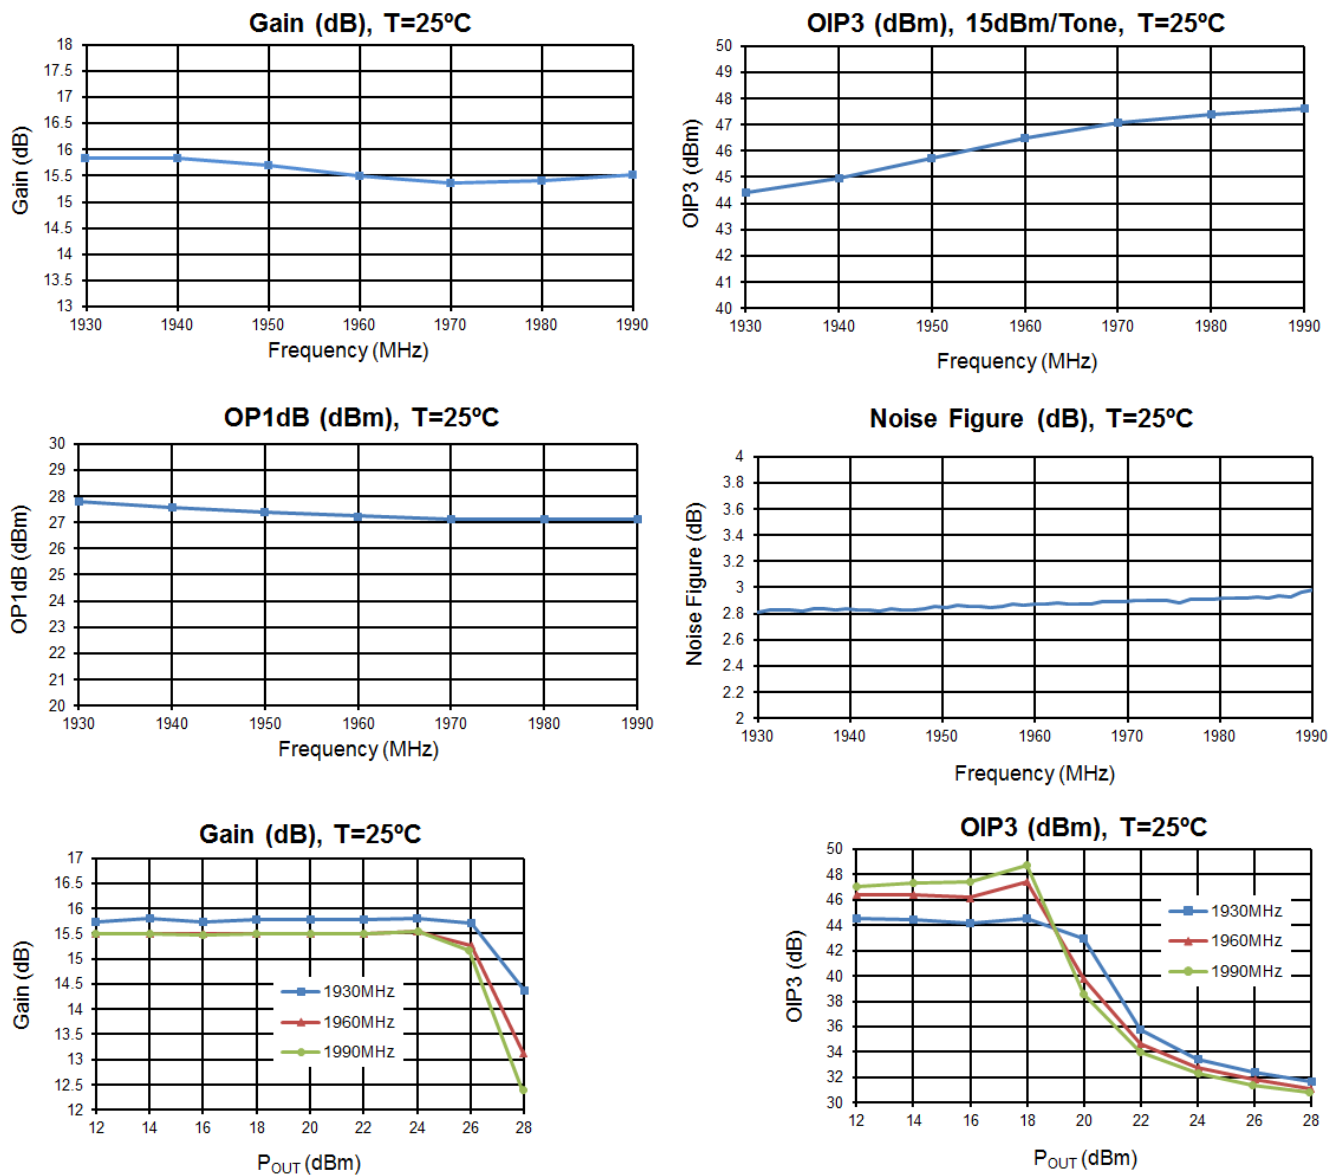 Gain (dB), T=25ºC
18
17.5
17
16.5
16
15.5
15
14.5
14
13.5
13
Gain (dB)
1930 1940 1950 1960 1970 1980 1990
Frequency (MHz)
OIP3 (dBm), 15dBm/Tone, T=25ºC
50
49
48
47
46
45
44
43
42
41
40
OIP3 (dBm)
1930 1940 1950 1960 1970 1980 1990
Frequency (MHz)
OP1dB (dBm), T=25ºC
30
29
28
27
26
25
24
23
22
21
20
OP1dB (dBm)
1930 1940 1950 1960 1970 1980 1990
Frequency (MHz)
Noise Figure (dB), T=25ºC
4
3.8
3.6
3.4
3.2
3
2.8
2.6
2.4
2.2
2
Noise Figure (dB)
1930 1940 1950 1960 1970 1980 1990
Frequency (MHz)
Gain (dB), T=25ºC
17
16.5
16
15.5
15
14.5
14
13.5
13
12.5
12
Gain (dB)
1930MHz
1960MHz
1990MHz
12 14 16 18 20 22 24 26 28
POUT (dBm)
OIP3 (dBm), T=25ºC
50
48
46
44
42
40
38
36
34
32
30
OIP3 (dB)
1930MHz
1960MHz
1990MHz
12 14 16 18 20 22 24 26 28
POUT (dBm)